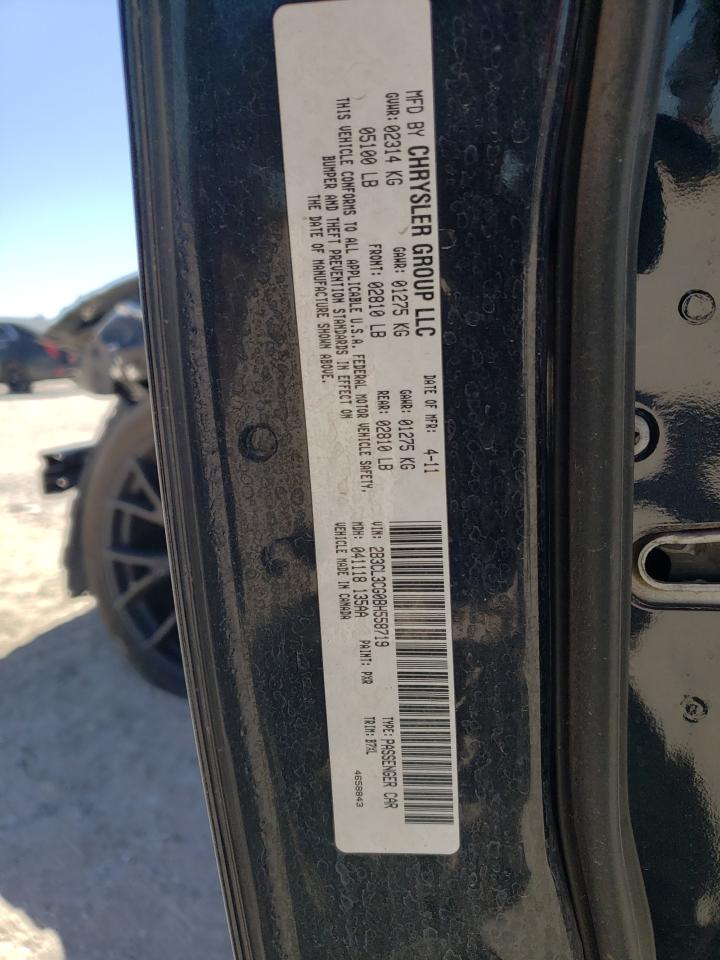 MFD BY CHRYSLER GROUP LLC DATE OF MFR: 4-11
GVWR: 02314 KG GAWR: 01275 KG GAWR: 01275 KG
05100 LB FRONT: 02810 LB REAR: 02810 LB
THIS VEHICLE CONFORMS TO ALL APPLICABLE U.S.A. FEDERAL MOTOR VEHICLE SAFETY,
BUMPER AND THEFT PREVENTION STANDARDS IN EFFECT ON
THE DATE OF MANUFACTURE SHOWN ABOVE.
VIN: 2B3CL3CG0BH558719 TYPE: PASSENGER CAR
MDH: 041118 135AA PAINT: PXR TRIM: B7XL
VEHICLE MADE IN CANADA 4658843